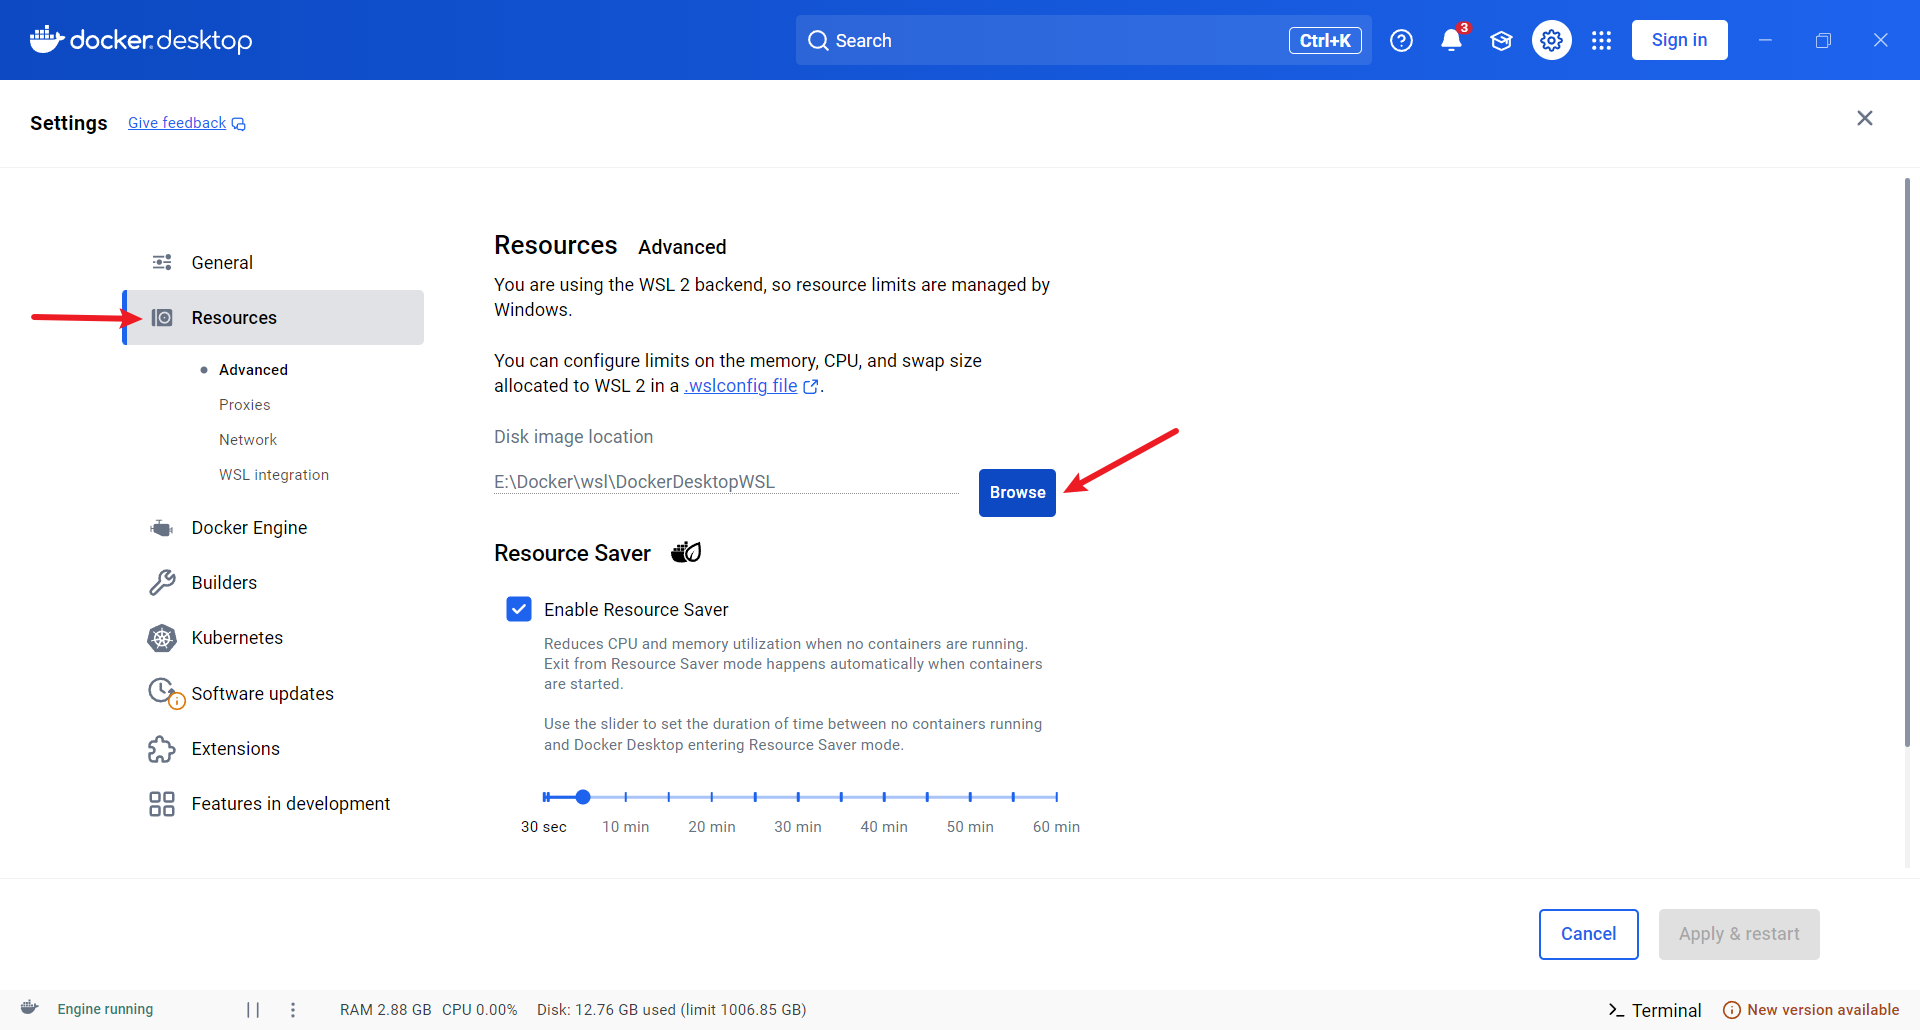 docker desktop
Search
Ctrl+K
3
Sign in
Settings
Give feedback
General
Resources
Advanced
Proxies
Network
WSL integration
Docker Engine
Builders
Kubernetes
Software updates
Extensions
Features in development
Resources Advanced
You are using the WSL 2 backend, so resource limits are managed by
Windows.
You can configure limits on the memory, CPU, and swap size
allocated to WSL 2 in a .wslconfig file.
Disk image location
E:\Docker\wsl\DockerDesktopWSL
Browse
Resource Saver
Enable Resource Saver
Reduces CPU and memory utilization when no containers are running.
Exit from Resource Saver mode happens automatically when containers
are started.
Use the slider to set the duration of time between no containers running
and Docker Desktop entering Resource Saver mode.
30 sec 10 min 20 min 30 min 40 min 50 min 60 min
Cancel
Apply & restart
Engine running
RAM 2.88 GB CPU 0.00% Disk: 12.76 GB used (limit 1006.85 GB)
Terminal
New version available